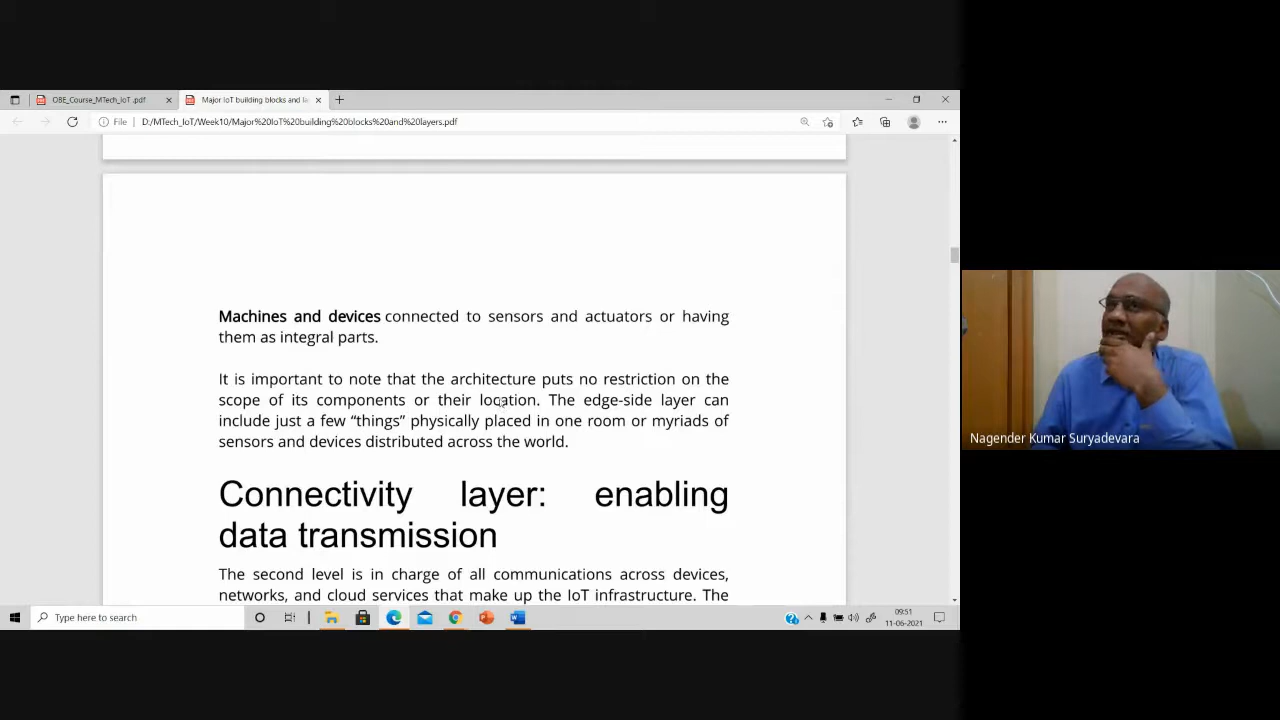 OBE_Course_MTech_IoT .pdf
Major IoT building blocks and la
File
D:/MTech_IoT/Week10/Major%20IoT%20building%20blocks%20and%20layers.pdf
Machines and devices connected to sensors and actuators or having
them as integral parts.
It is important to note that the architecture puts no restriction on the
scope of its components or their location. The edge-side layer can
include just a few “things” physically placed in one room or myriads of
sensors and devices distributed across the world.
Connectivity layer: enabling
data transmission
The second level is in charge of all communications across devices,
networks, and cloud services that make up the IoT infrastructure. The
Nagender Kumar Suryadevara
Type here to search
09:51
11-06-2021